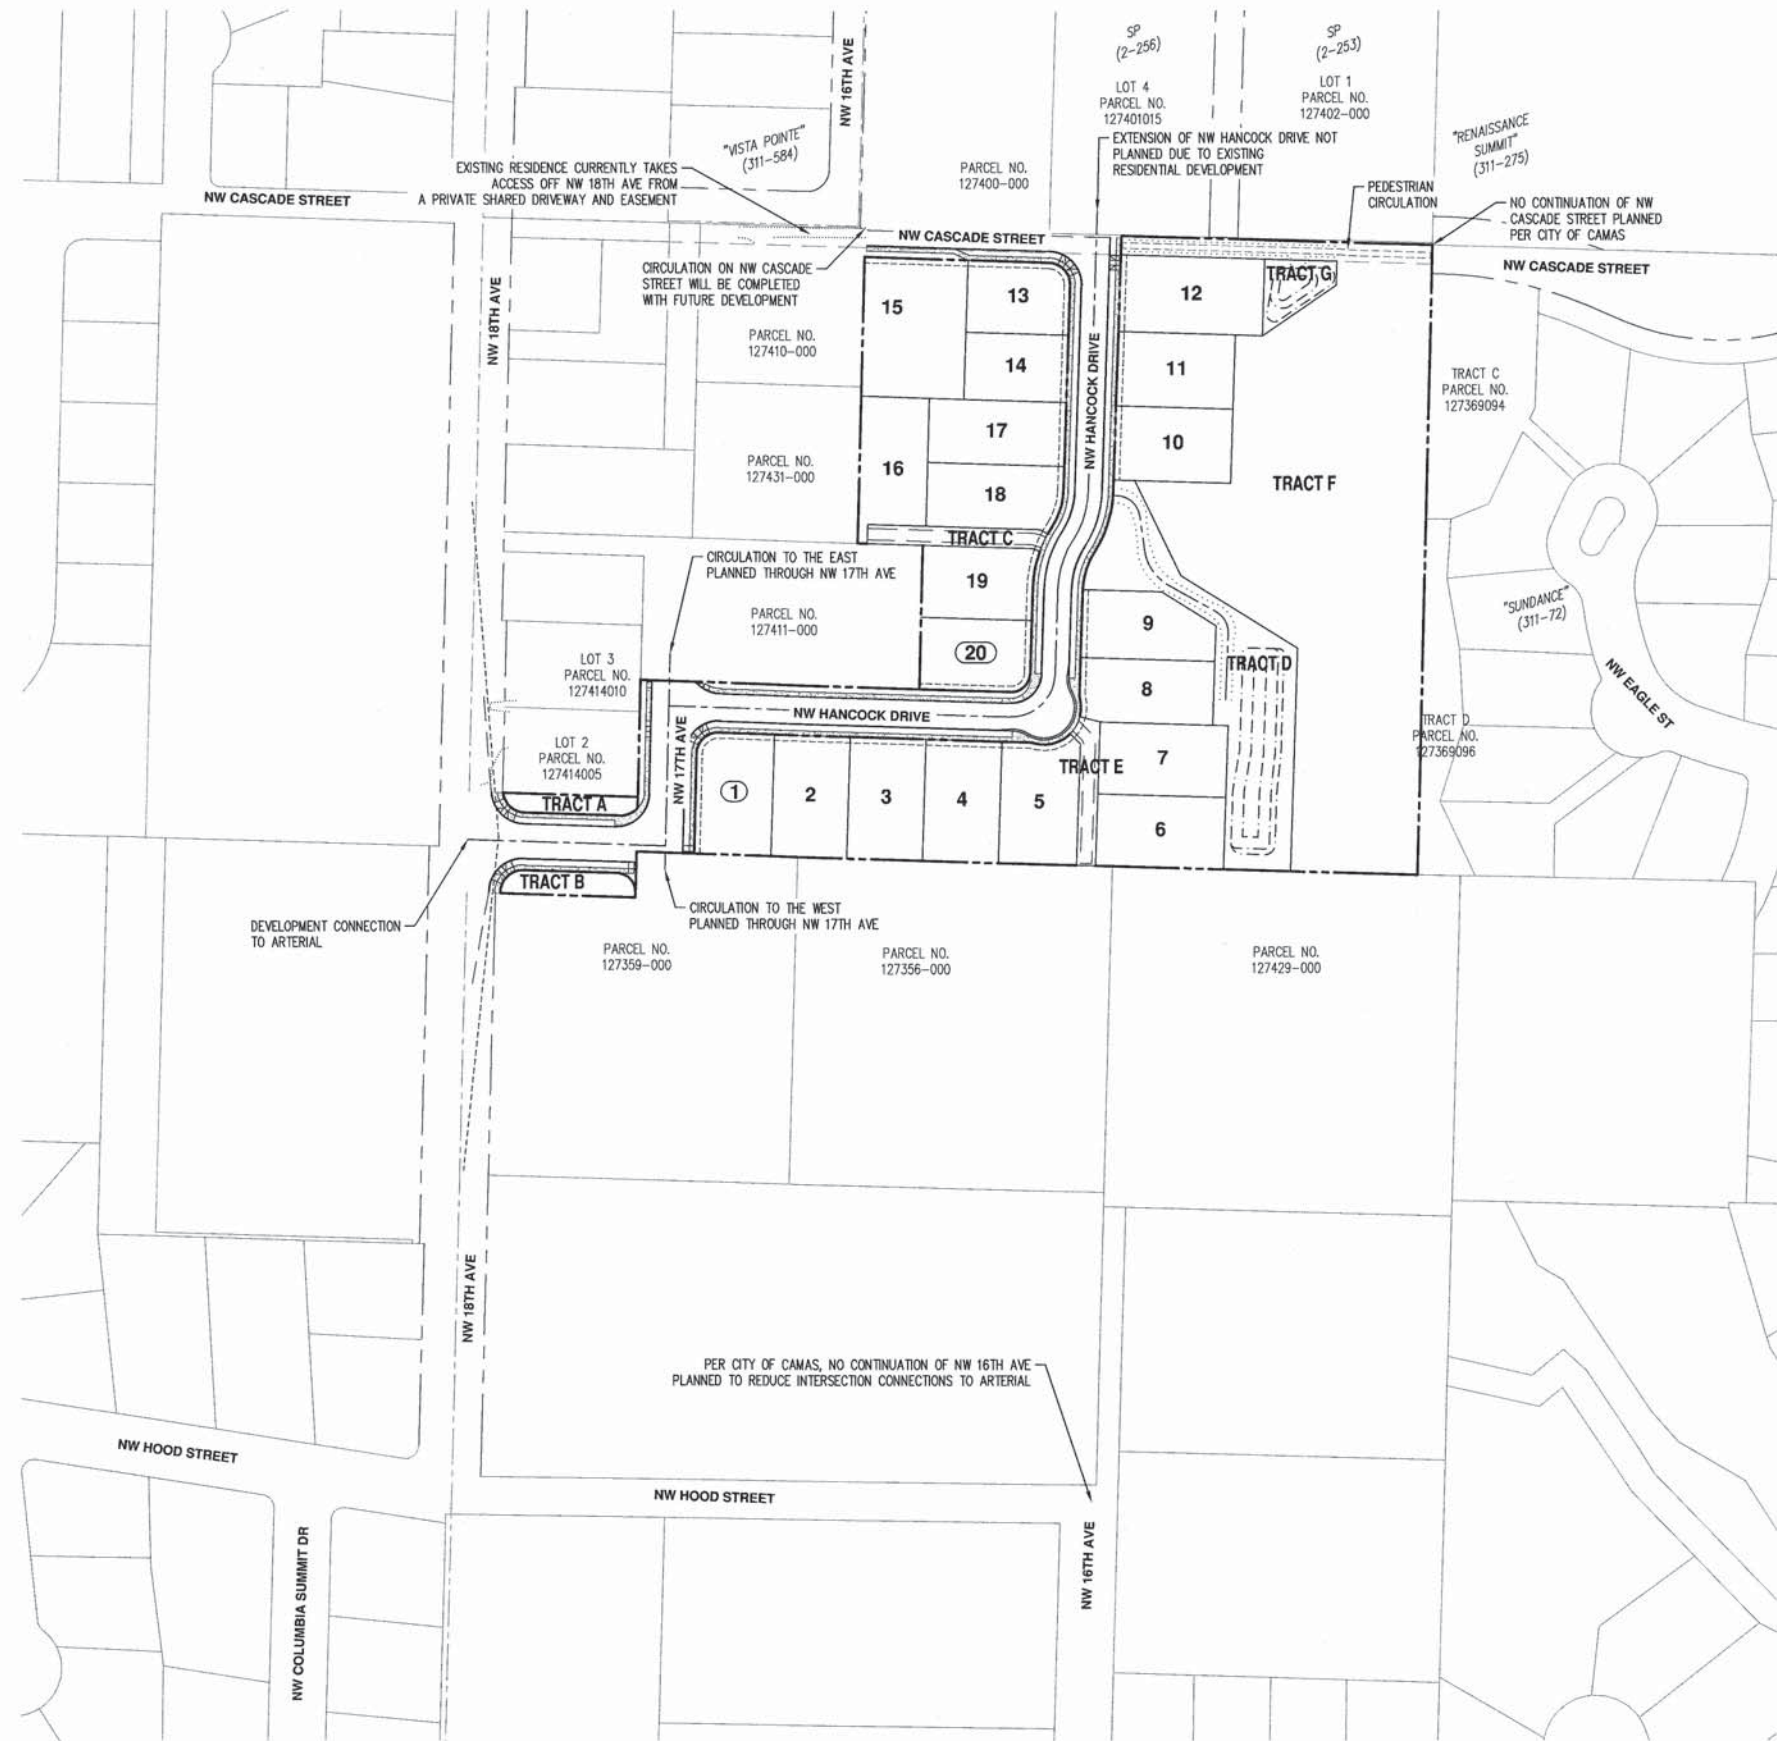 SP
(2-256)
SP
(2-253)
LOT 4
PARCEL NO.
127401015
LOT 1
PARCEL NO.
127402-000
NW 16TH AVE
"VISTA POINTE"
(311-584)
"RENAISSANCE
SUMMIT"
(311-275)
EXISTING RESIDENCE CURRENTLY TAKES
ACCESS OFF NW 18TH AVE FROM
A PRIVATE SHARED DRIVEWAY AND EASEMENT
PARCEL NO.
127400-000
EXTENSION OF NW HANCOCK DRIVE NOT
PLANNED DUE TO EXISTING
RESIDENTIAL DEVELOPMENT
PEDESTRIAN
CIRCULATION
NO CONTINUATION OF NW
CASCADE STREET PLANNED
PER CITY OF CAMAS
NW CASCADE STREET
NW CASCADE STREET
NW CASCADE STREET
CIRCULATION ON NW CASCADE
STREET WILL BE COMPLETED
WITH FUTURE DEVELOPMENT
NW 18TH AVE
15
13
12
TRACT G
PARCEL NO.
127410-000
14
NW HANCOCK DRIVE
11
TRACT C
PARCEL NO.
127369094
17
10
PARCEL NO.
127431-000
16
18
TRACT F
TRACT C
CIRCULATION TO THE EAST
PLANNED THROUGH NW 17TH AVE
19
PARCEL NO.
127411-000
9
"SUNDANCE"
(311-72)
20
LOT 3
PARCEL NO.
127414010
8
TRACT D
NW EAGLE ST
NW HANCOCK DRIVE
TRACT D
PARCEL NO.
127369096
LOT 2
PARCEL NO.
127414005
NW 17TH AVE
7
TRACT E
1
2
3
4
5
TRACT A
6
TRACT B
DEVELOPMENT CONNECTION
TO ARTERIAL
CIRCULATION TO THE WEST
PLANNED THROUGH NW 17TH AVE
PARCEL NO.
127359-000
PARCEL NO.
127356-000
PARCEL NO.
127429-000
NW 18TH AVE
PER CITY OF CAMAS, NO CONTINUATION OF NW 16TH AVE
PLANNED TO REDUCE INTERSECTION CONNECTIONS TO ARTERIAL
NW HOOD STREET
NW HOOD STREET
NW COLUMBIA SUMMIT DR
NW 16TH AVE